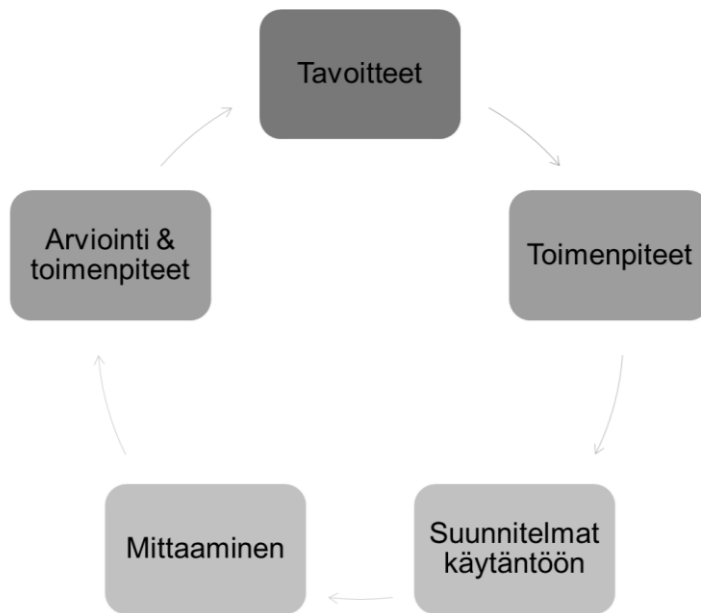 Tavoitteet
Toimenpiteet
Suunnitelmat
käytäntöön
Mittaaminen
Arviointi &
toimenpiteet